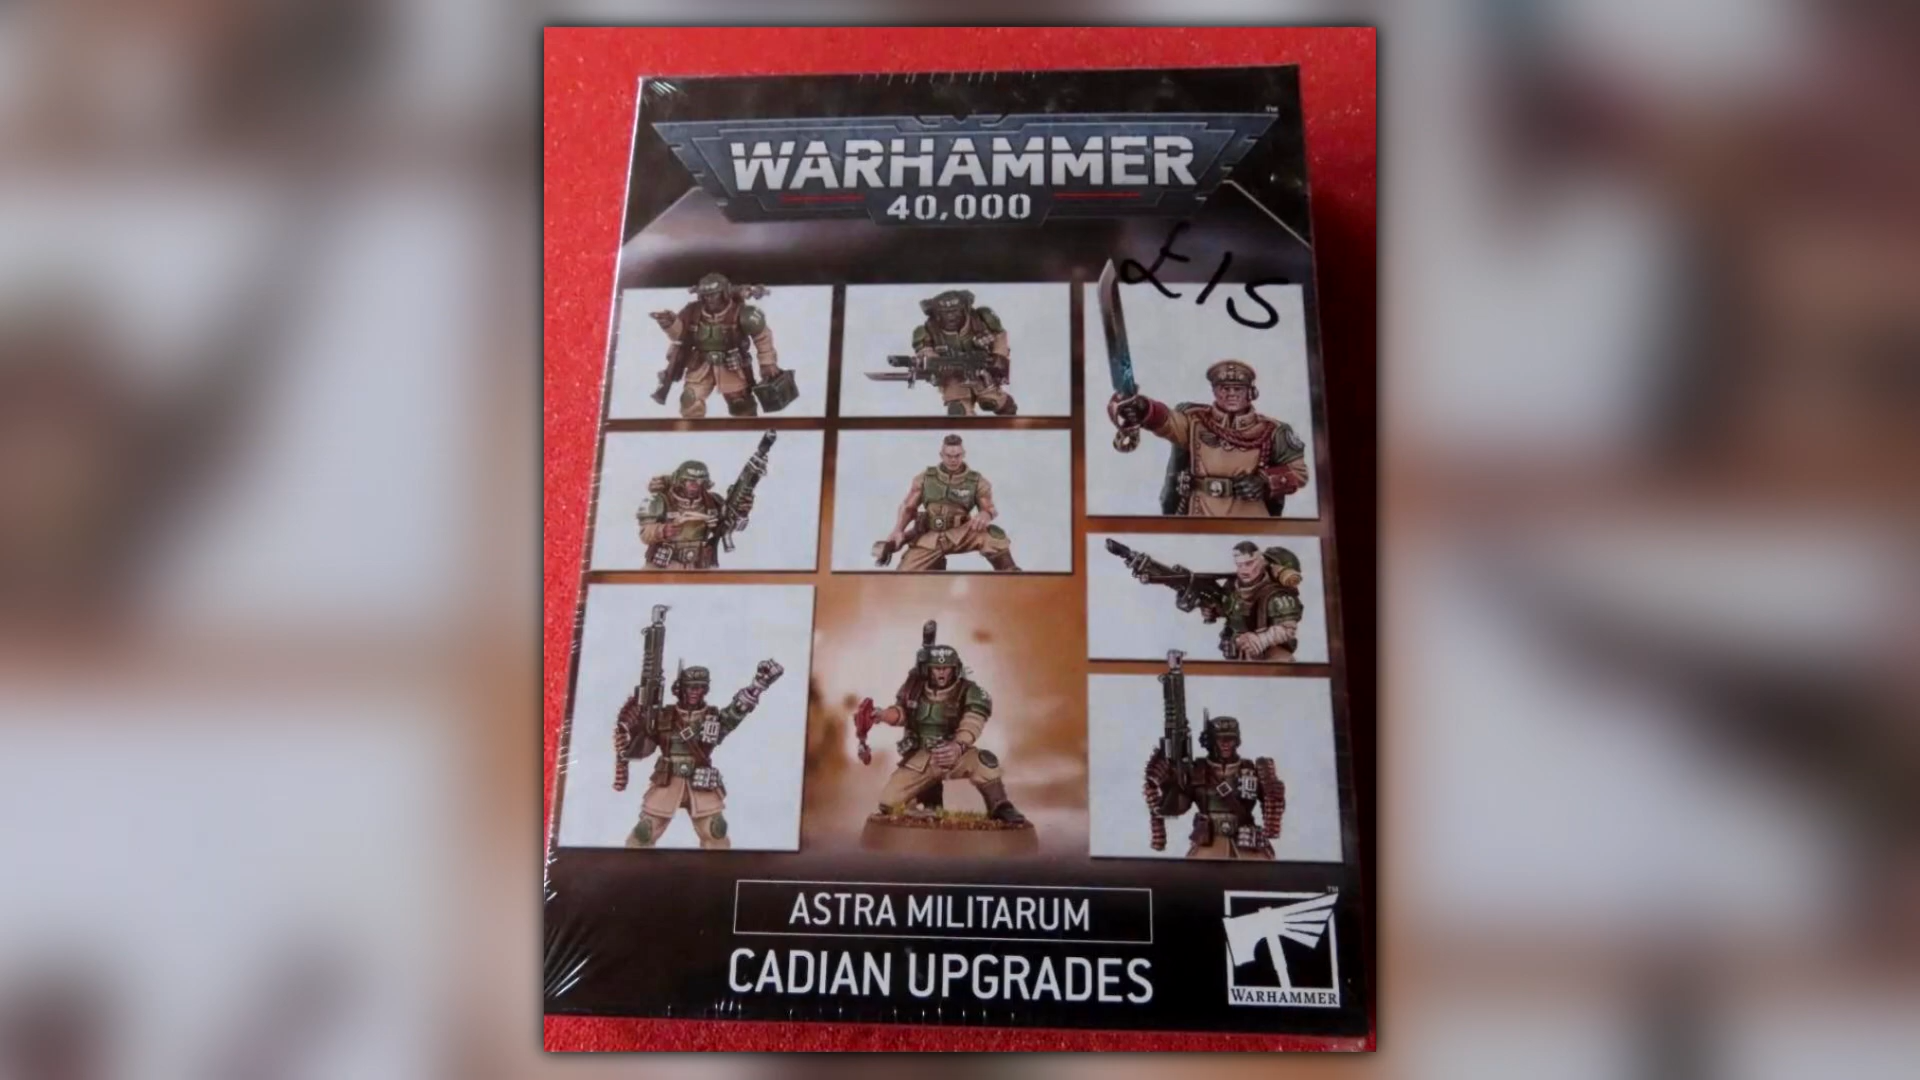 WARHAMMER
40,000
£15
ASTRA MILITARUM
CADIAN UPGRADES
WARHAMMER